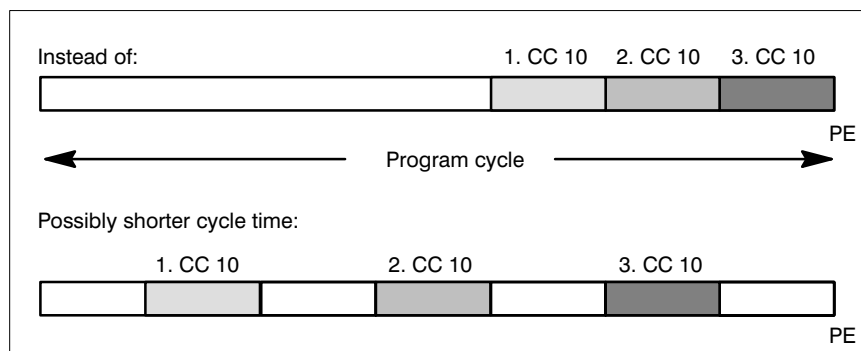 Instead of:
1. CC 10 2. CC 10 3. CC 10
PE
Program cycle
Possibly shorter cycle time:
1. CC 10 2. CC 10 3. CC 10
PE